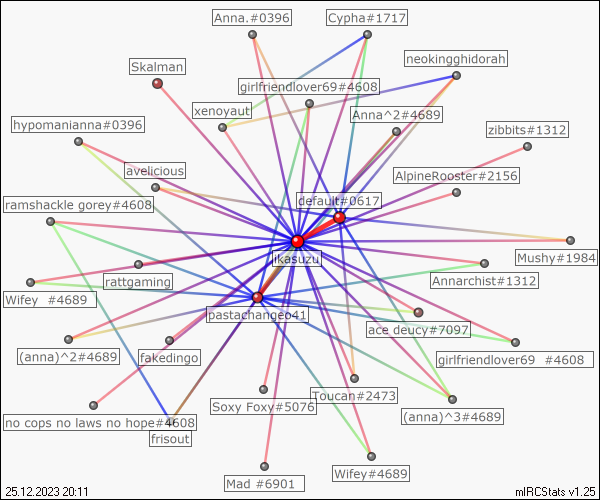 Anna.#0396
Cypha#1717
neokingghidorah
Skalman
girlfriendlover69#4608
xenoyaut
Anna^2#4689
hypomanianna#0396
zibbits#1312
avelicious
AlpineRooster#2156
default#0617
ramshackle gorey#4608
ikasuzu
Mushy#1984
rattgaming
Annarchist#1312
Wifey  #4689
pastachangeo41
ace deucy#7097
(anna)^2#4689
fakedingo
girlfriendlover69  #4608
Toucan#2473
Soxy Foxy#5076
(anna)^3#4689
no cops no laws no hope#4608
frisout
Wifey#4689
Mad #6901
25.12.2023 20:11
mIRCStats v1.25